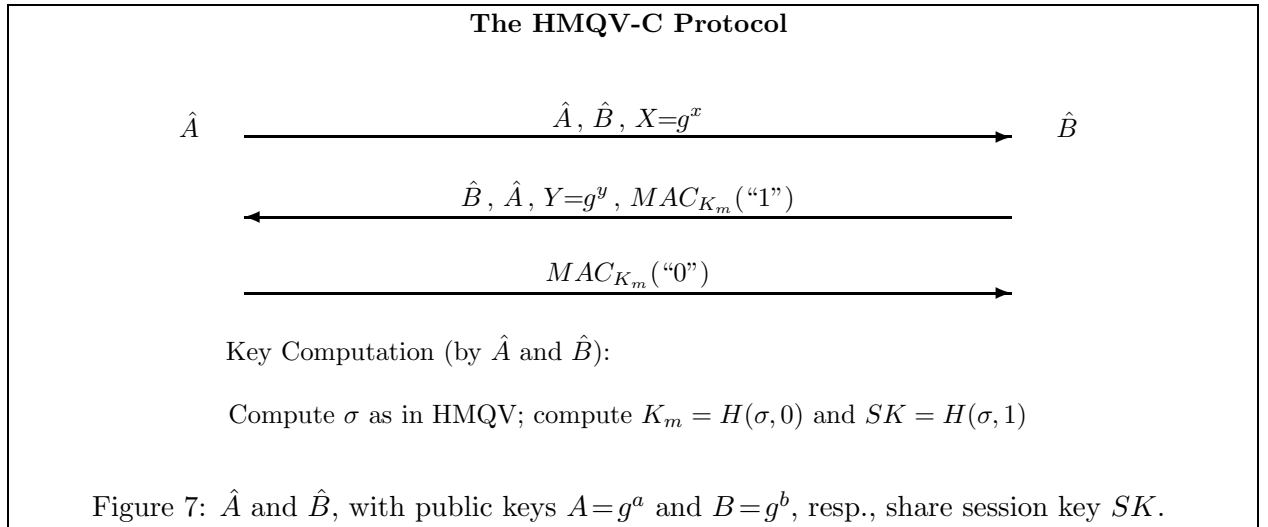 The HMQV-C Protocol
Â
Â, B̂, X=g^x
B̂
B̂, Â, Y=g^y, MAC_{K_m}(“1”)
MAC_{K_m}(“0”)
Key Computation (by Â and B̂):
Compute σ as in HMQV; compute K_m = H(σ, 0) and SK = H(σ, 1)
Figure 7: Â and B̂, with public keys A=g^a and B=g^b, resp., share session key SK.